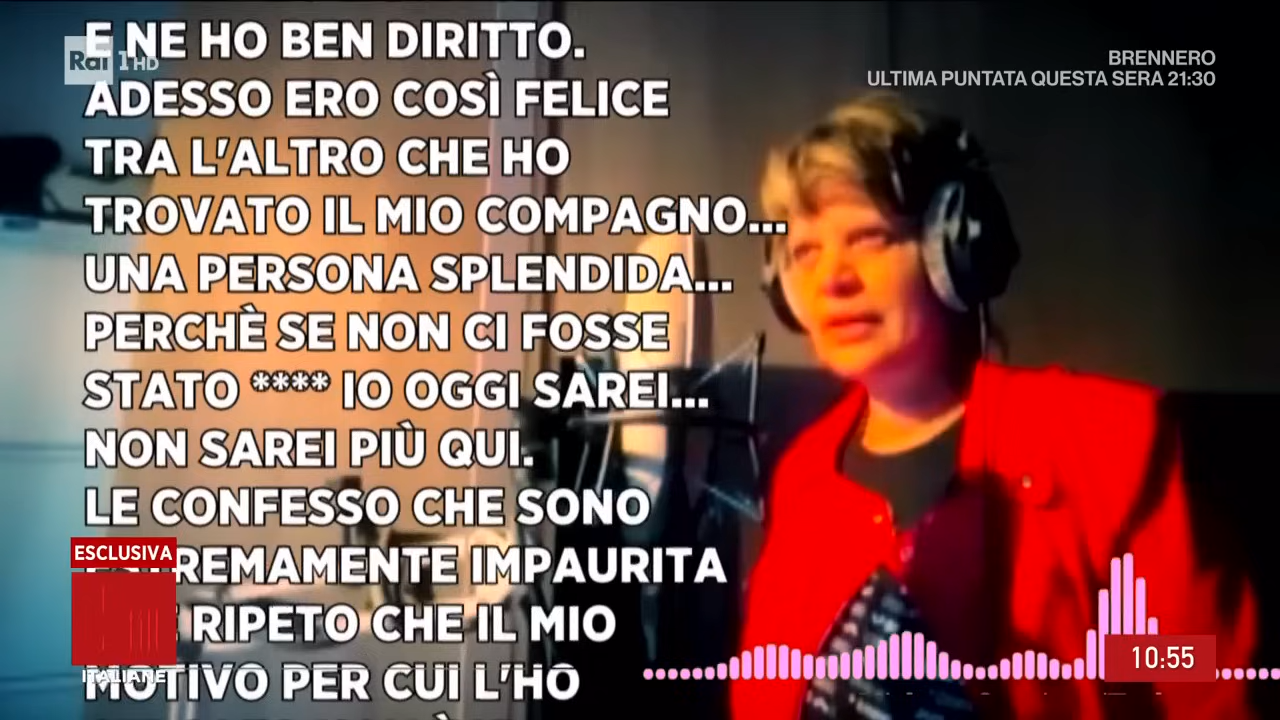 E NE HO BEN DIRITTO.
Rai 1HD
BRENNERO
ULTIMA PUNTATA QUESTA SERA 21:30
ADESSO ERO COSÌ FELICE
TRA L'ALTRO CHE HO
TROVATO IL MIO COMPAGNO...
UNA PERSONA SPLENDIDA...
PERCHÈ SE NON CI FOSSE
STATO **** IO OGGI SAREI...
NON SAREI PIÙ QUI.
LE CONFESSO CHE SONO
IMPAURITA
RIPETO CHE IL MIO
MOTIVO PER CUI L'HO
ESCLUSIVA
ITALIANE
10:55